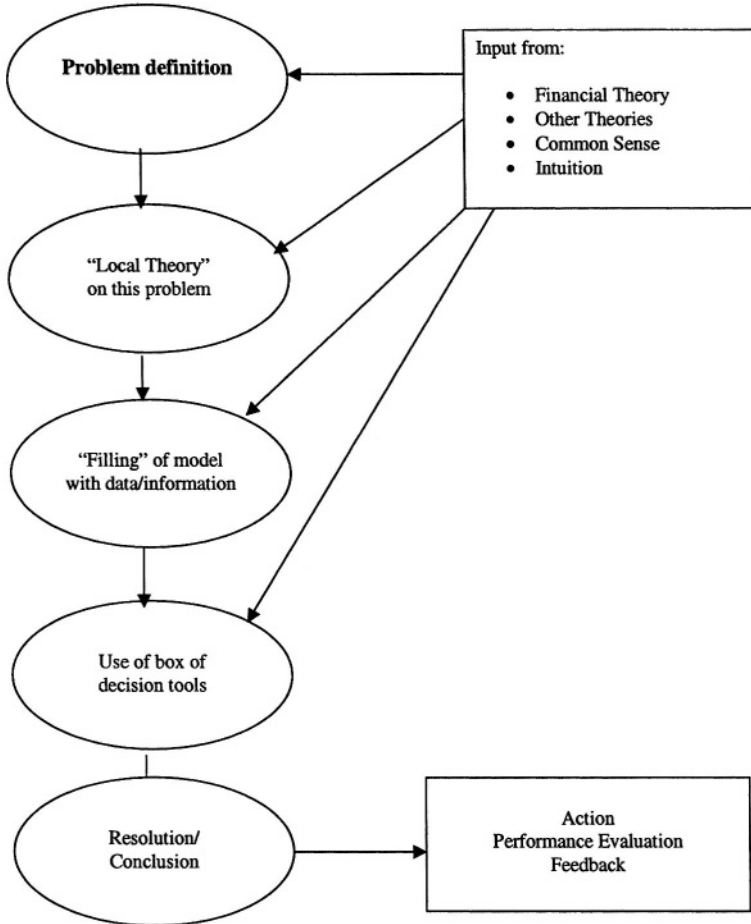 Problem definition
Input from:
• Financial Theory
• Other Theories
• Common Sense
• Intuition
“Local Theory”
on this problem
“Filling” of model
with data/information
Use of box of
decision tools
Resolution/
Conclusion
Action
Performance Evaluation
Feedback